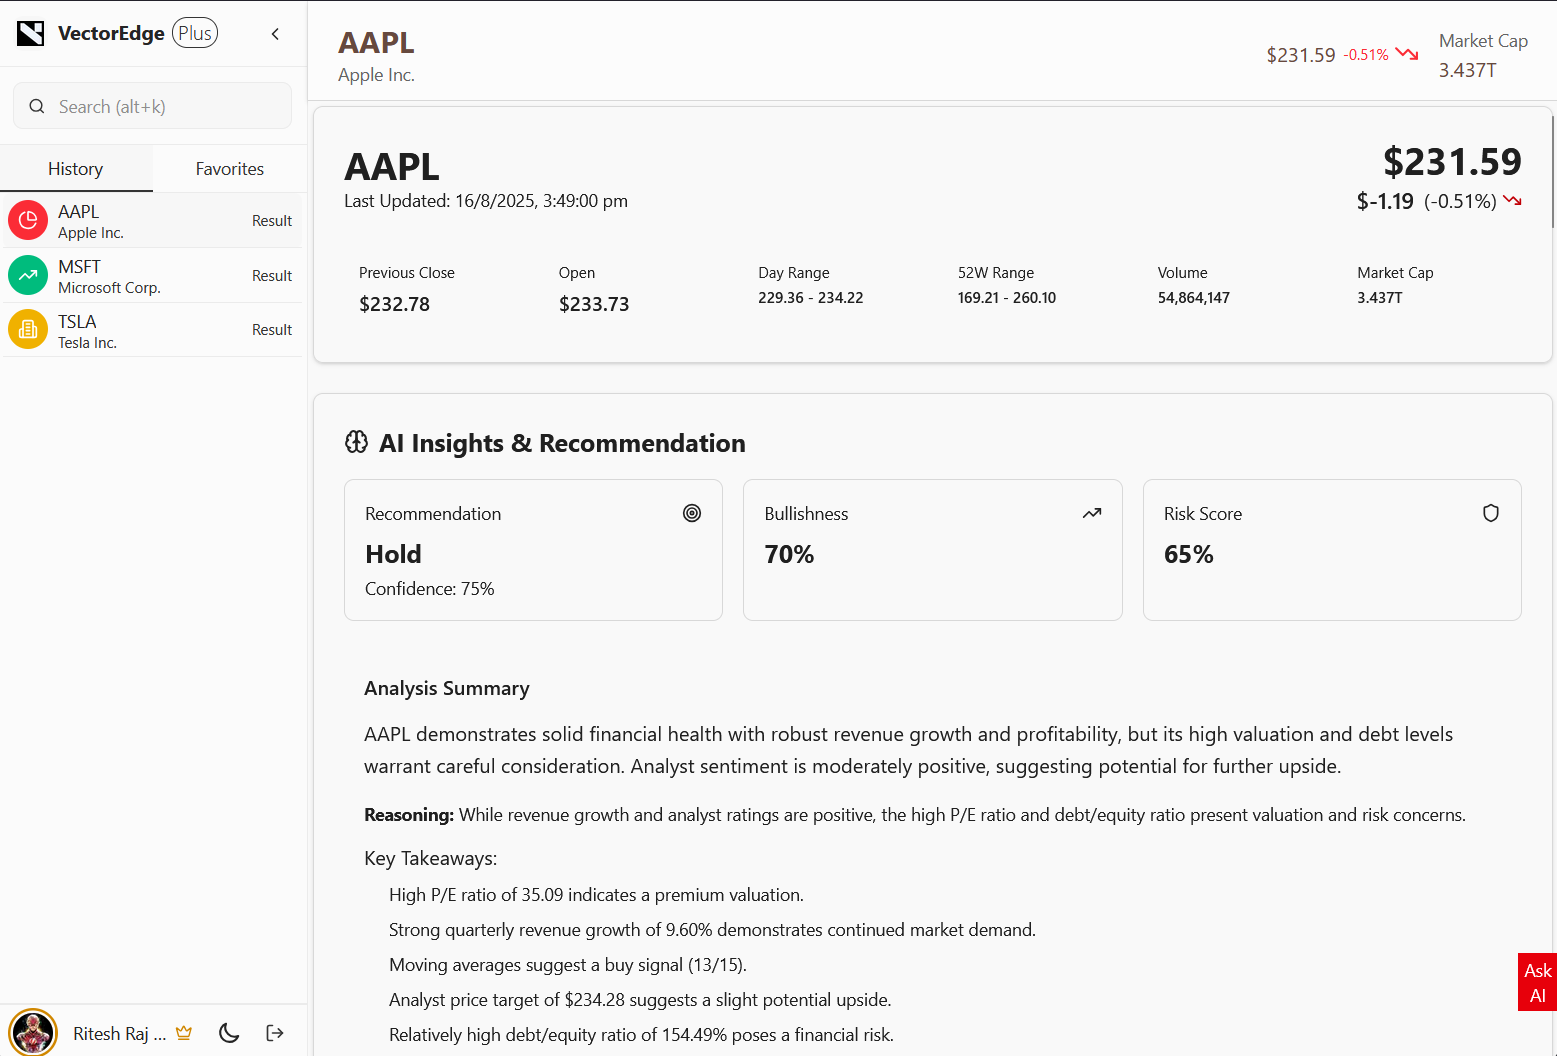 VectorEdge Plus
Search (alt+k)
History Favorites
AAPL
Apple Inc.
Result
MSFT
Microsoft Corp.
Result
TSLA
Tesla Inc.
Result
Ritesh Raj ...
AAPL
Apple Inc.
$231.59 -0.51%
Market Cap
3.437T
AAPL
Last Updated: 16/8/2025, 3:49:00 pm
$231.59
$-1.19 (-0.51%)
Previous Close
$232.78
Open
$233.73
Day Range
229.36 - 234.22
52W Range
169.21 - 260.10
Volume
54,864,147
Market Cap
3.437T
AI Insights & Recommendation
Recommendation
Hold
Confidence: 75%
Bullishness
70%
Risk Score
65%
Analysis Summary
AAPL demonstrates solid financial health with robust revenue growth and profitability, but its high valuation and debt levels
warrant careful consideration. Analyst sentiment is moderately positive, suggesting potential for further upside.
Reasoning: While revenue growth and analyst ratings are positive, the high P/E ratio and debt/equity ratio present valuation and risk concerns.
Key Takeaways:
High P/E ratio of 35.09 indicates a premium valuation.
Strong quarterly revenue growth of 9.60% demonstrates continued market demand.
Moving averages suggest a buy signal (13/15).
Analyst price target of $234.28 suggests a slight potential upside.
Relatively high debt/equity ratio of 154.49% poses a financial risk.
Ask
AI